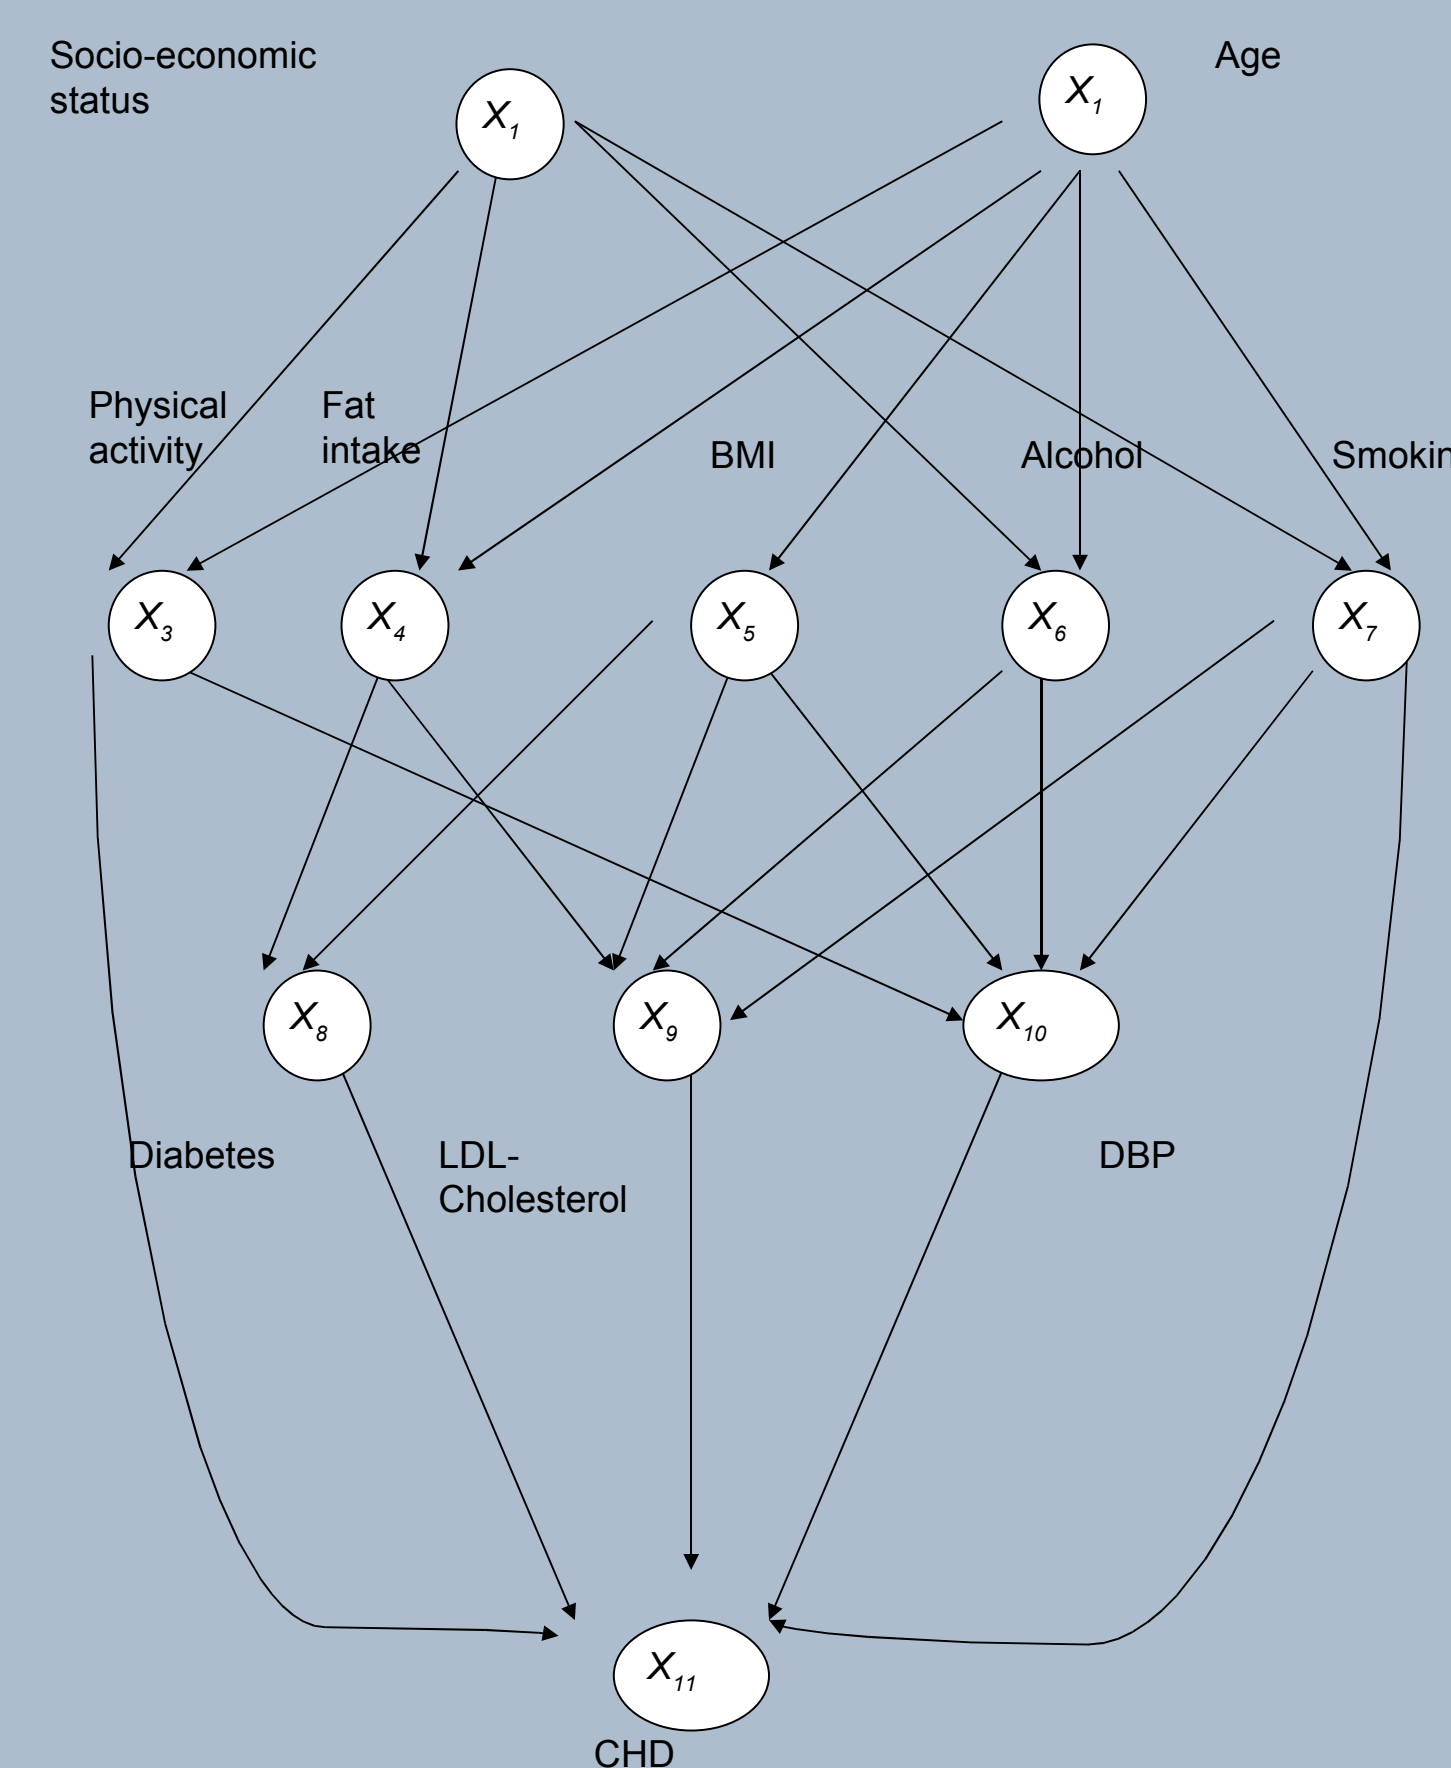 Socio-economic
status
Age
X1
X1
Physical
activity
Fat
intake
BMI
Alcohol
Smokin
X3
X4
X5
X6
X7
X8
X9
X10
Diabetes
LDL-
Cholesterol
DBP
X11
CHD